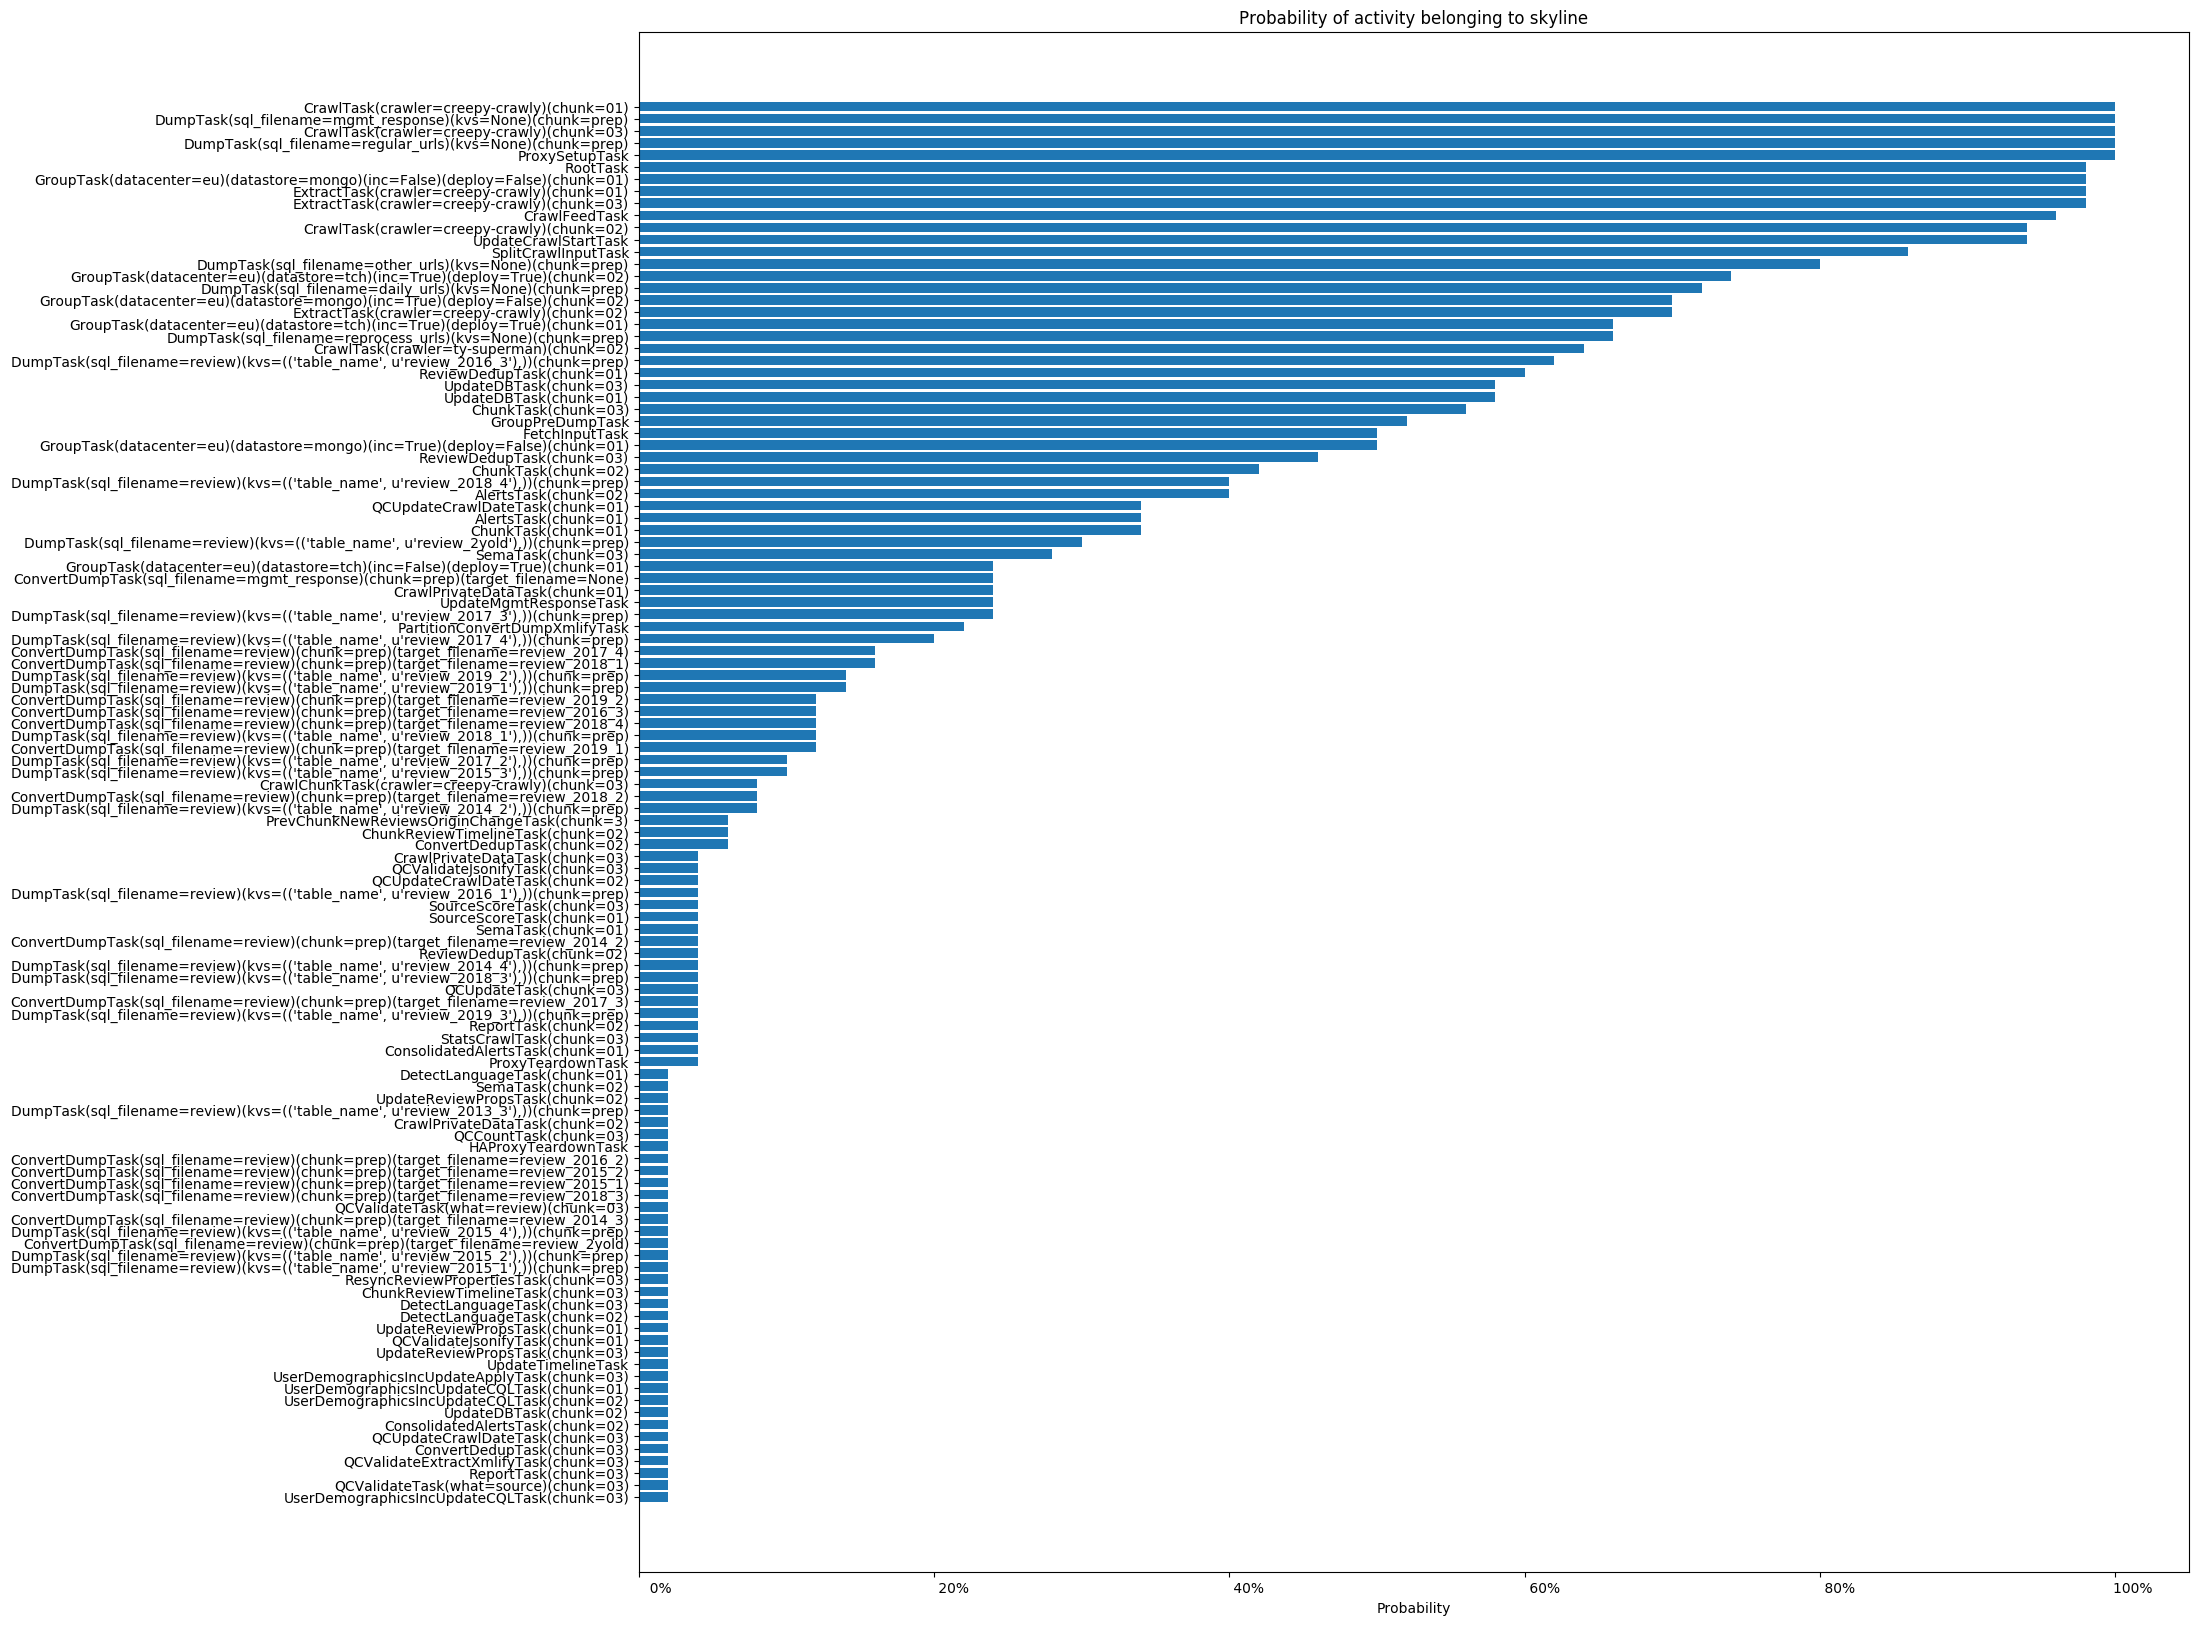 Probability of activity belonging to skyline
CrawlTask(crawler=creepy-crawly)(chunk=01)
DumpTask(sql_filename=mgmt_response)(kvs=None)(chunk=prep)
CrawlTask(crawler=creepy-crawly)(chunk=03)
DumpTask(sql_filename=regular_urls)(kvs=None)(chunk=prep)
ProxySetupTask
RootTask
GroupTask(datacenter=eu)(datastore=mongo)(inc=False)(deploy=False)(chunk=01)
ExtractTask(crawler=creepy-crawly)(chunk=01)
ExtractTask(crawler=creepy-crawly)(chunk=03)
CrawlFeedTask
CrawlTask(crawler=creepy-crawly)(chunk=02)
UpdateCrawlStartTask
SplitCrawlInputTask
DumpTask(sql_filename=other_urls)(kvs=None)(chunk=prep)
GroupTask(datacenter=eu)(datastore=tch)(inc=True)(deploy=True)(chunk=02)
DumpTask(sql_filename=daily_urls)(kvs=None)(chunk=prep)
GroupTask(datacenter=eu)(datastore=mongo)(inc=True)(deploy=False)(chunk=02)
ExtractTask(crawler=creepy-crawly)(chunk=02)
GroupTask(datacenter=eu)(datastore=tch)(inc=True)(deploy=True)(chunk=01)
DumpTask(sql_filename=reprocess_urls)(kvs=None)(chunk=prep)
CrawlTask(crawler=ty-superman)(chunk=02)
DumpTask(sql_filename=review)(kvs=(('table_name', u'review_2016_3'),))(chunk=prep)
ReviewDedupTask(chunk=01)
UpdateDBTask(chunk=03)
UpdateDBTask(chunk=01)
ChunkTask(chunk=03)
GroupPreDumpTask
FetchInputTask
GroupTask(datacenter=eu)(datastore=mongo)(inc=True)(deploy=False)(chunk=01)
ReviewDedupTask(chunk=03)
ChunkTask(chunk=02)
DumpTask(sql_filename=review)(kvs=(('table_name', u'review_2018_4'),))(chunk=prep)
AlertsTask(chunk=02)
QCUpdateCrawlDateTask(chunk=01)
AlertsTask(chunk=01)
ChunkTask(chunk=01)
DumpTask(sql_filename=review)(kvs=(('table_name', u'review_2yold'),))(chunk=prep)
SemaTask(chunk=03)
GroupTask(datacenter=eu)(datastore=tch)(inc=False)(deploy=True)(chunk=01)
ConvertDumpTask(sql_filename=mgmt_response)(chunk=prep)(target_filename=None)
CrawlPrivateDataTask(chunk=01)
UpdateMgmtResponseTask
DumpTask(sql_filename=review)(kvs=(('table_name', u'review_2017_3'),))(chunk=prep)
PartitionConvertDumpXmlifyTask
DumpTask(sql_filename=review)(kvs=(('table_name', u'review_2017_4'),))(chunk=prep)
ConvertDumpTask(sql_filename=review)(chunk=prep)(target_filename=review_2017_4)
ConvertDumpTask(sql_filename=review)(chunk=prep)(target_filename=review_2018_1)
DumpTask(sql_filename=review)(kvs=(('table_name', u'review_2019_2'),))(chunk=prep)
DumpTask(sql_filename=review)(kvs=(('table_name', u'review_2019_1'),))(chunk=prep)
ConvertDumpTask(sql_filename=review)(chunk=prep)(target_filename=review_2019_2)
ConvertDumpTask(sql_filename=review)(chunk=prep)(target_filename=review_2016_3)
ConvertDumpTask(sql_filename=review)(chunk=prep)(target_filename=review_2018_4)
DumpTask(sql_filename=review)(kvs=(('table_name', u'review_2018_1'),))(chunk=prep)
ConvertDumpTask(sql_filename=review)(chunk=prep)(target_filename=review_2019_1)
DumpTask(sql_filename=review)(kvs=(('table_name', u'review_2017_2'),))(chunk=prep)
DumpTask(sql_filename=review)(kvs=(('table_name', u'review_2015_3'),))(chunk=prep)
CrawlChunkTask(crawler=creepy-crawly)(chunk=03)
ConvertDumpTask(sql_filename=review)(chunk=prep)(target_filename=review_2018_2)
DumpTask(sql_filename=review)(kvs=(('table_name', u'review_2014_2'),))(chunk=prep)
PrevChunkNewReviewsOriginChangeTask(chunk=3)
ChunkReviewTimelineTask(chunk=02)
ConvertDedupTask(chunk=02)
CrawlPrivateDataTask(chunk=03)
QCValidateJsonifyTask(chunk=03)
QCUpdateCrawlDateTask(chunk=02)
DumpTask(sql_filename=review)(kvs=(('table_name', u'review_2016_1'),))(chunk=prep)
SourceScoreTask(chunk=03)
SourceScoreTask(chunk=01)
SemaTask(chunk=01)
ConvertDumpTask(sql_filename=review)(chunk=prep)(target_filename=review_2014_2)
ReviewDedupTask(chunk=02)
DumpTask(sql_filename=review)(kvs=(('table_name', u'review_2014_4'),))(chunk=prep)
DumpTask(sql_filename=review)(kvs=(('table_name', u'review_2018_3'),))(chunk=prep)
QCUpdateTask(chunk=03)
ConvertDumpTask(sql_filename=review)(chunk=prep)(target_filename=review_2017_3)
DumpTask(sql_filename=review)(kvs=(('table_name', u'review_2019_3'),))(chunk=prep)
ReportTask(chunk=02)
StatsCrawlTask(chunk=03)
ConsolidatedAlertsTask(chunk=01)
ProxyTeardownTask
DetectLanguageTask(chunk=01)
SemaTask(chunk=02)
UpdateReviewPropsTask(chunk=02)
DumpTask(sql_filename=review)(kvs=(('table_name', u'review_2013_3'),))(chunk=prep)
CrawlPrivateDataTask(chunk=02)
QCCountTask(chunk=03)
HAProxyTeardownTask
ConvertDumpTask(sql_filename=review)(chunk=prep)(target_filename=review_2016_2)
ConvertDumpTask(sql_filename=review)(chunk=prep)(target_filename=review_2015_2)
ConvertDumpTask(sql_filename=review)(chunk=prep)(target_filename=review_2015_1)
ConvertDumpTask(sql_filename=review)(chunk=prep)(target_filename=review_2018_3)
QCValidateTask(what=review)(chunk=03)
ConvertDumpTask(sql_filename=review)(chunk=prep)(target_filename=review_2014_3)
DumpTask(sql_filename=review)(kvs=(('table_name', u'review_2015_4'),))(chunk=prep)
ConvertDumpTask(sql_filename=review)(chunk=prep)(target_filename=review_2yold)
DumpTask(sql_filename=review)(kvs=(('table_name', u'review_2015_2'),))(chunk=prep)
DumpTask(sql_filename=review)(kvs=(('table_name', u'review_2015_1'),))(chunk=prep)
ResyncReviewPropertiesTask(chunk=03)
ChunkReviewTimelineTask(chunk=03)
DetectLanguageTask(chunk=03)
DetectLanguageTask(chunk=02)
UpdateReviewPropsTask(chunk=01)
QCValidateJsonifyTask(chunk=01)
UpdateReviewPropsTask(chunk=03)
UpdateTimelineTask
UserDemographicsIncUpdateApplyTask(chunk=03)
UserDemographicsIncUpdateCQLTask(chunk=01)
UserDemographicsIncUpdateCQLTask(chunk=02)
UpdateDBTask(chunk=02)
ConsolidatedAlertsTask(chunk=02)
QCUpdateCrawlDateTask(chunk=03)
ConvertDedupTask(chunk=03)
QCValidateExtractXmlifyTask(chunk=03)
ReportTask(chunk=03)
QCValidateTask(what=source)(chunk=03)
UserDemographicsIncUpdateCQLTask(chunk=03)
0% 20% 40% 60% 80% 100%
Probability